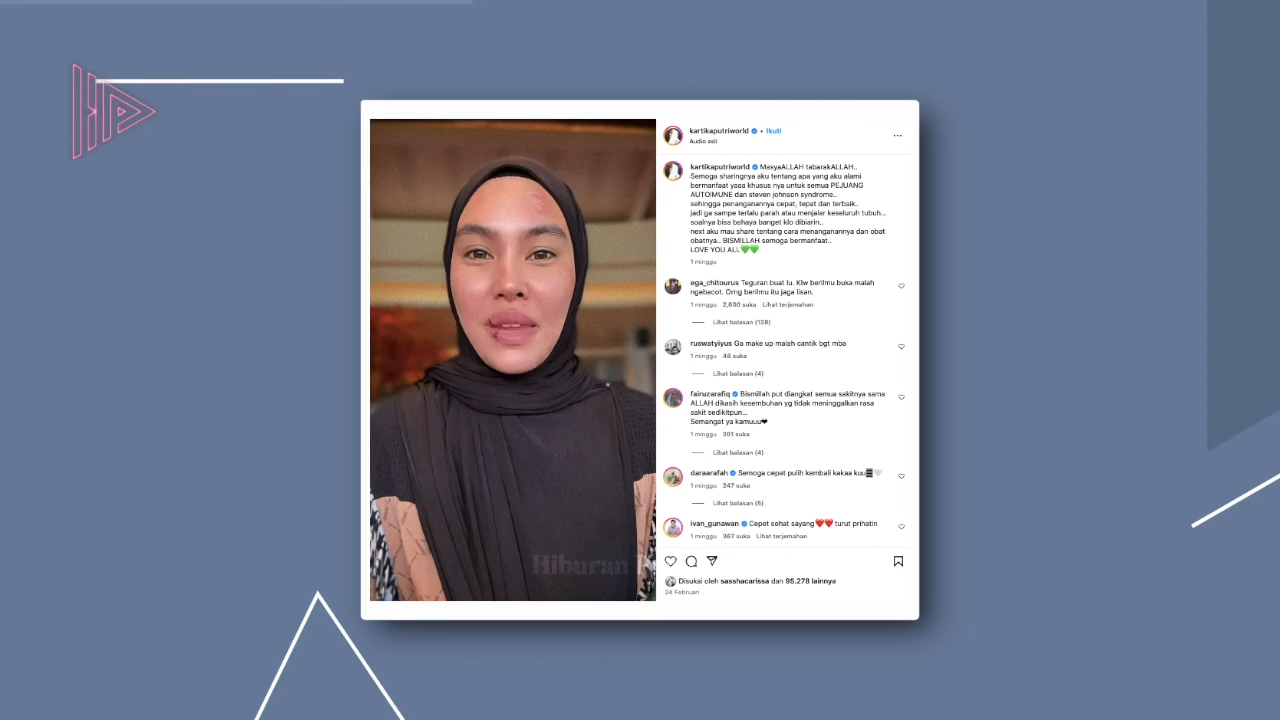 kartikaputriworld • Ikuti
Audio asli
kartikaputriworld MasyaALLAH tabarakALLAH..
Semoga sharingnya aku tentang apa yang aku alami
bermanfaat yaaa khusus nya untuk semua PEJUANG
AUTOIMUNE dan steven johnson syndrome..
sehingga penanganannya cepat, tepat dan terbaik..
jadi ga sampe terlalu parah atau menjalar keseluruh tubuh...
soalnya bisa bahaya banget kilo dibiarin..
next aku mau share tentang cara menanganannya dan obat
obatnya.. BISMILLAH semoga bermanfaat..
LOVE YOU ALL💚💚
1 minggu
ega_chitourus Teguran buat lu. Klw berilmu buka malah
ngebacot. Orng berilmu itu jaga lisan.
1 minggu 2,600 suka Lihat terjemahan
Lihat balasan (128)
ruswatyiyus Ga make up malah cantik bgt mba
1 minggu 48 suka
Lihat balasan (4)
fairuzarafiq Bismillah put diangkat semua sakitnya sama
ALLAH dikasih kesembuhan yg tidak meninggalkan rasa
sakit sedikitpun...
Semangat ya kamuuu❤
1 minggu 201 suka
Lihat balasan (4)
daraarafah Semoga cepat pulih kembali kakaa kuu🤍
1 minggu 247 suka
Lihat balasan (5)
ivan_gunawan Cepet sehat sayang❤️❤️ turut prihatin
1 minggu 367 suka Lihat terjemahan
Disukai oleh sasshacarissa dan 95.278 lainnya
24 Februari
Hiburan